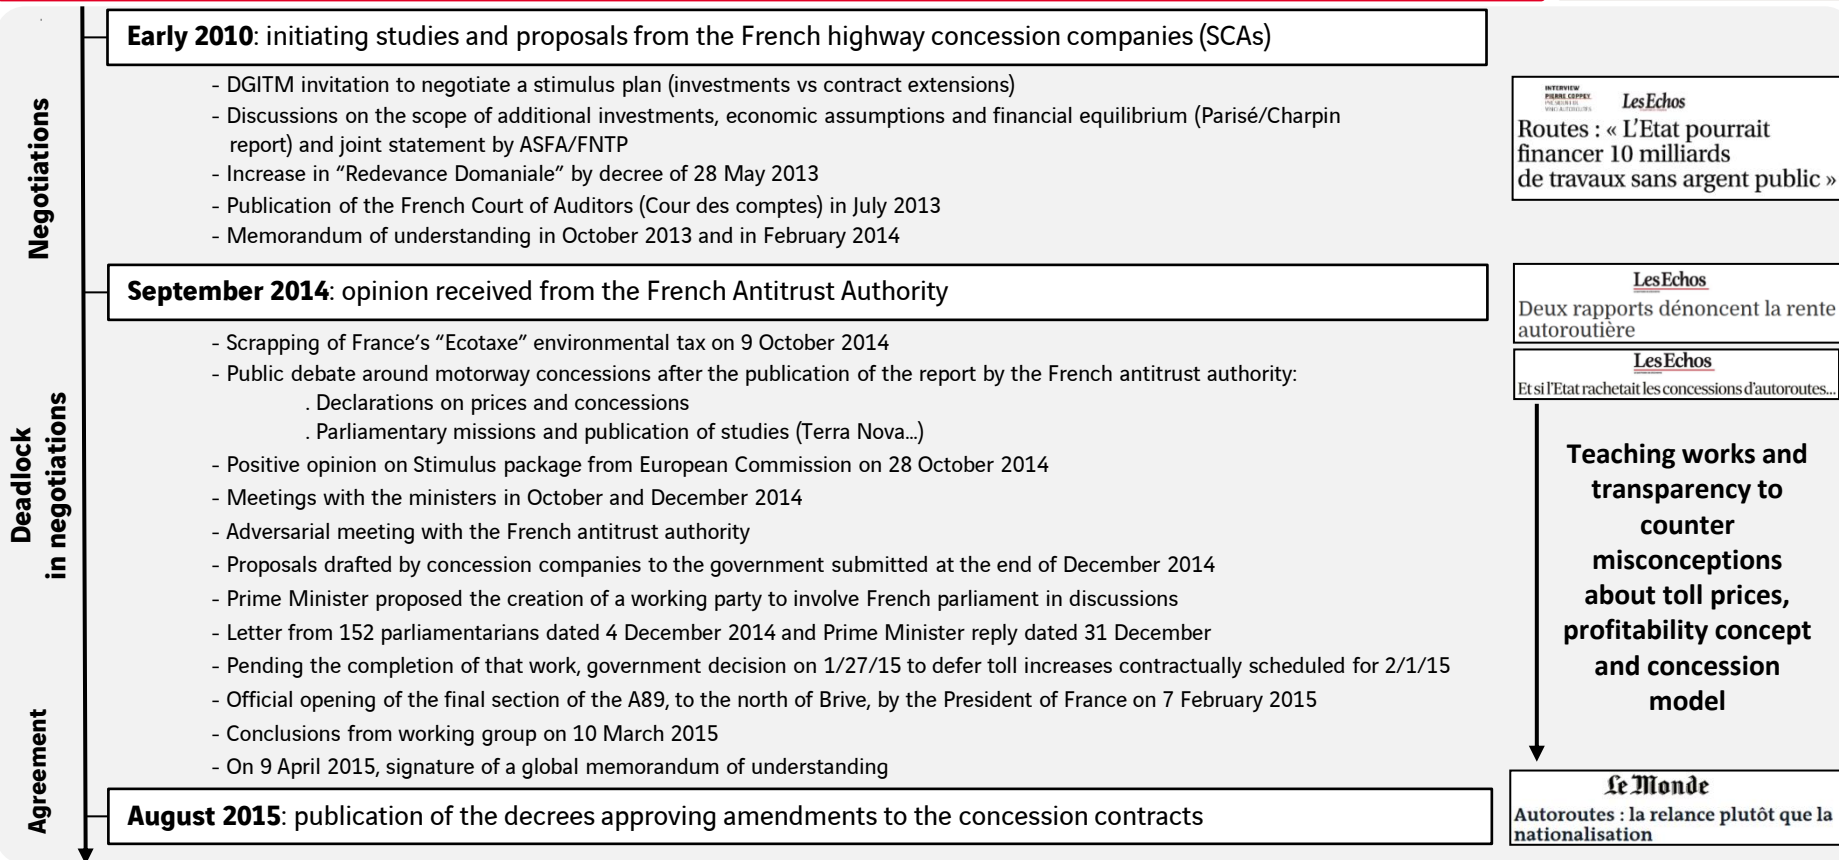 Early 2010: initiating studies and proposals from the French highway concession companies (SCAs)
- DGITM invitation to negotiate a stimulus plan (investments vs contract extensions)
- Discussions on the scope of additional investments, economic assumptions and financial equilibrium (Parisé/Charpin
report) and joint statement by ASFA/FNTP
- Increase in “Redevance Domaniale” by decree of 28 May 2013
- Publication of the French Court of Auditors (Cour des comptes) in July 2013
- Memorandum of understanding in October 2013 and in February 2014
Negotiations
INTERVIEW
PIERRE COPPEY
LesEchos
Routes : « L'Etat pourrait
financer 10 milliards
de travaux sans argent public »
September 2014: opinion received from the French Antitrust Authority
- Scrapping of France’s “Ecotaxe” environmental tax on 9 October 2014
- Public debate around motorway concessions after the publication of the report by the French antitrust authority:
. Declarations on prices and concessions
. Parliamentary missions and publication of studies (Terra Nova…)
- Positive opinion on Stimulus package from European Commission on 28 October 2014
- Meetings with the ministers in October and December 2014
- Adversarial meeting with the French antitrust authority
- Proposals drafted by concession companies to the government submitted at the end of December 2014
- Prime Minister proposed the creation of a working party to involve French parliament in discussions
- Letter from 152 parliamentarians dated 4 December 2014 and Prime Minister reply dated 31 December
- Pending the completion of that work, government decision on 1/27/15 to defer toll increases contractually scheduled for 2/1/15
- Official opening of the final section of the A89, to the north of Brive, by the President of France on 7 February 2015
- Conclusions from working group on 10 March 2015
- On 9 April 2015, signature of a global memorandum of understanding
Deadlock
in negotiations
LesEchos
Deux rapports dénoncent la rente
autoroutière
LesEchos
Et si l'Etat rachetait les concessions d'autoroutes...
Teaching works and
transparency to
counter
misconceptions
about toll prices,
profitability concept
and concession
model
Agreement
August 2015: publication of the decrees approving amendments to the concession contracts
Le Monde
Autoroutes : la relance plutôt que la
nationalisation